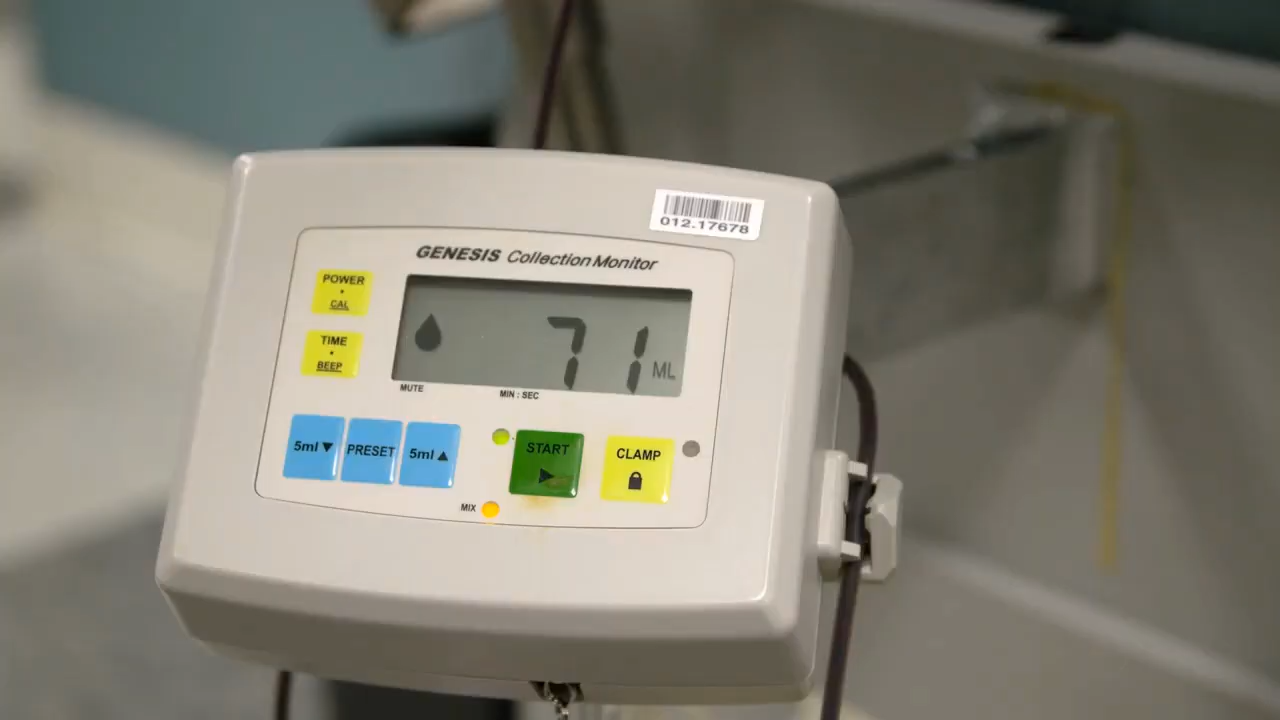 012.17678
GENESIS Collection Monitor
POWER
CAL
TIME
BEEP
71 ML
MUTE
MIN : SEC
5ml ▼
PRESET
5ml ▲
START
CLAMP
MIX